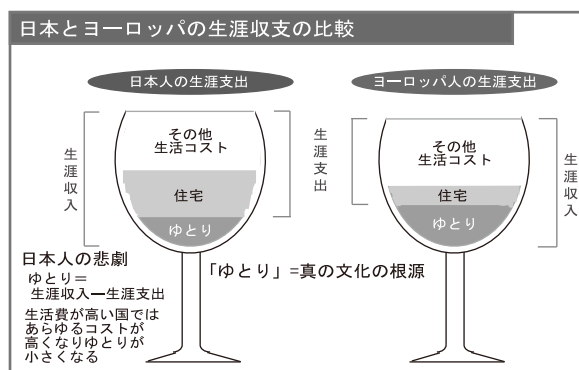 日本とヨーロッパの生涯収支の比較
日本人の生涯支出
ヨーロッパ人の生涯支出
生涯収入
その他
生活コスト
住宅
ゆとり
生涯支出
その他
生活コスト
住宅
ゆとり
生涯収入
日本人の悲劇
ゆとり＝
生涯収入ー生涯支出
生活費が高い国では
あらゆるコストが
高くなりゆとりが
小さくなる
「ゆとり」=真の文化の根源